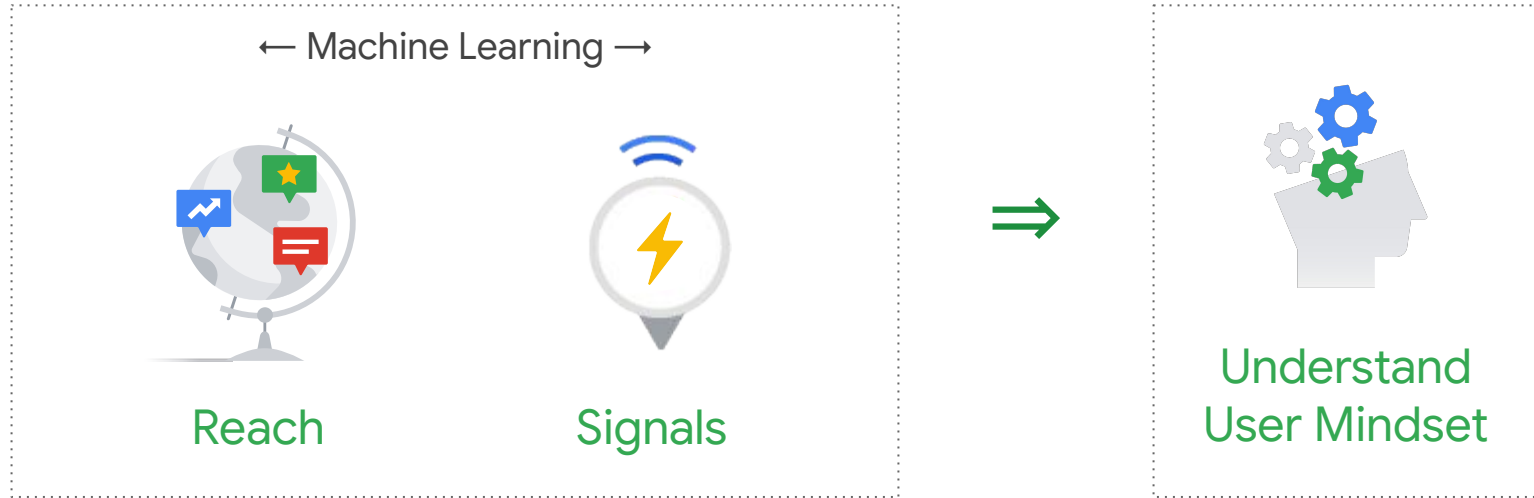 ← Machine Learning →
Reach
Signals
⇒
Understand
User Mindset